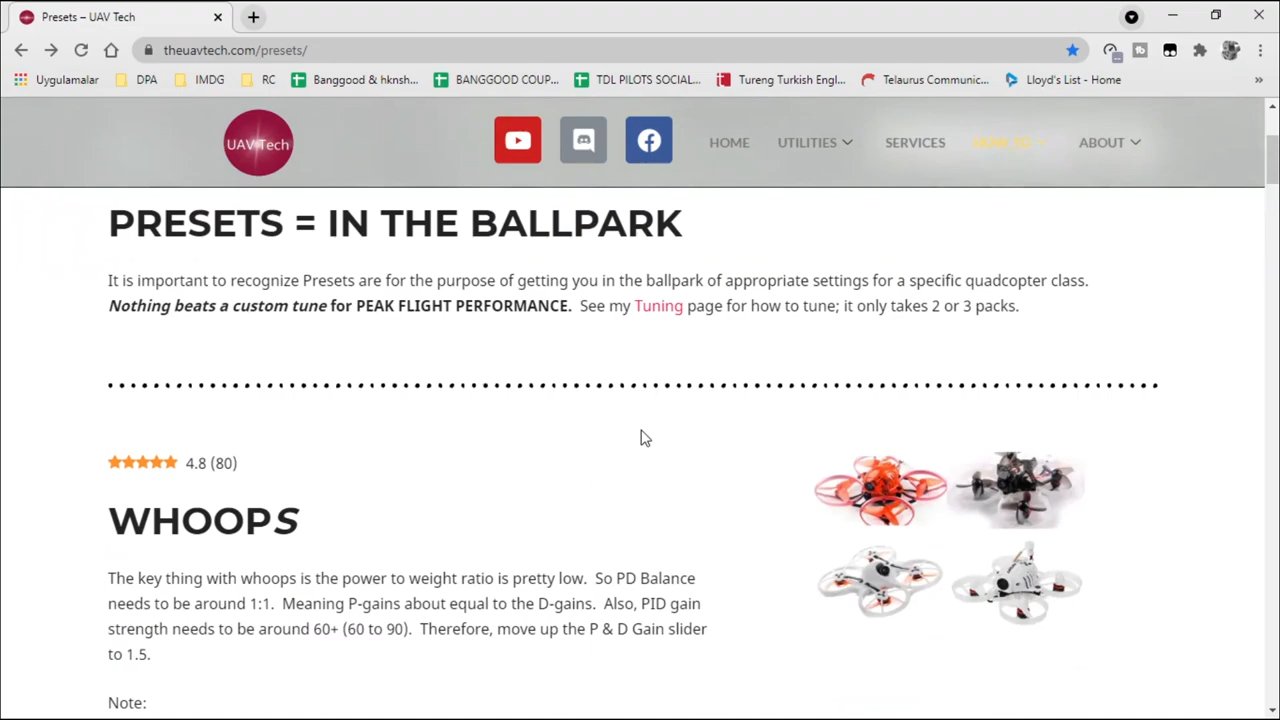 Presets – UAV Tech
theuavtech.com/presets/
Uygulamalar DPA IMDG RC Banggood & hknsh... BANGGOOD COUP... TDL PILOTS SOCIAL... Tureng Turkish Engl... Telaurus Communic... Lloyd's List - Home »
UAV Tech HOME UTILITIES SERVICES ABOUT
PRESETS = IN THE BALLPARK
It is important to recognize Presets are for the purpose of getting you in the ballpark of appropriate settings for a specific quadcopter class.
Nothing beats a custom tune for PEAK FLIGHT PERFORMANCE. See my Tuning page for how to tune; it only takes 2 or 3 packs.
4.8 (80)
WHOOPS
The key thing with whoops is the power to weight ratio is pretty low. So PD Balance
needs to be around 1:1. Meaning P-gains about equal to the D-gains. Also, PID gain
strength needs to be around 60+ (60 to 90). Therefore, move up the P & D Gain slider
to 1.5.
Note: